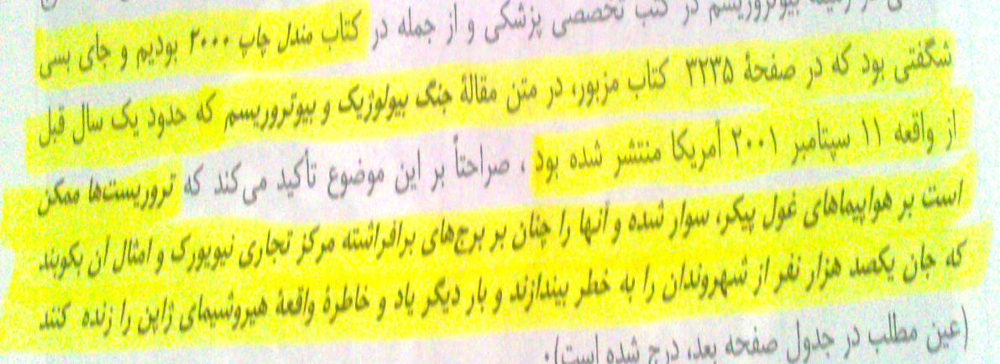 در کتب تخصصی پزشکی و از جمله در کتاب مندل چاپ ۲۰۰۰ بودیم و جای بسی
شگفتی بود که در صفحهٔ ۳۲۳۵ کتاب مزبور، در متن مقالهٔ جنگ بیولوژیک و بیوتروریسم که حدود یک سال قبل
از واقعه ۱۱ سپتامبر ۲۰۰۱ آمریکا منتشر شده بود، صراحتاً بر این موضوع تأکید می‌کند که تروریست‌ها ممکن
است بر هواپیماهای غول پیکر، سوار شده و آنها را چنان بر برج‌های برافراشته مرکز تجاری نیویورک و امثال آن بکوبند
که جان یکصد هزار نفر از شهروندان را به خطر بیندازند و بار دیگر یاد و خاطرهٔ واقعهٔ هیروشیمای ژاپن را زنده کنند
(عین مطلب در جدول صفحه بعد، درج شده است).